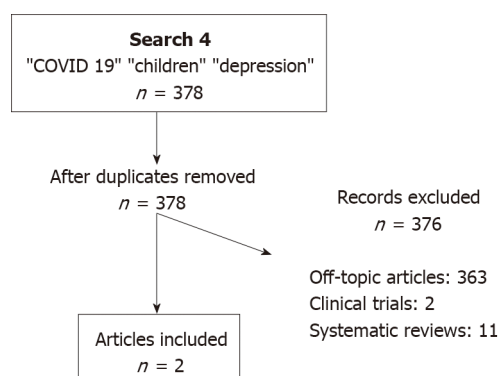 Search 4
"COVID 19" "children" "depression"
n = 378
After duplicates removed
n = 378
Records excluded
n = 376
Off-topic articles: 363
Clinical trials: 2
Systematic reviews: 11
Articles included
n = 2